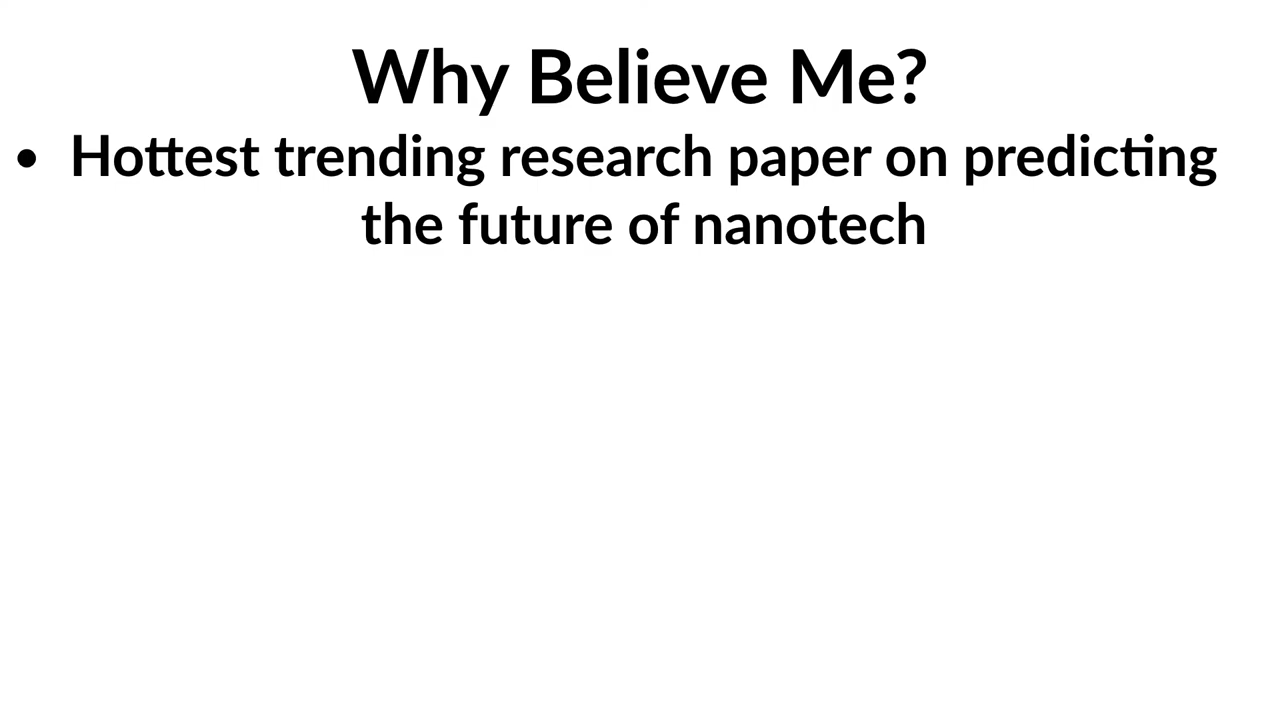 Why Believe Me?
• Hottest trending research paper on predicting
the future of nanotech